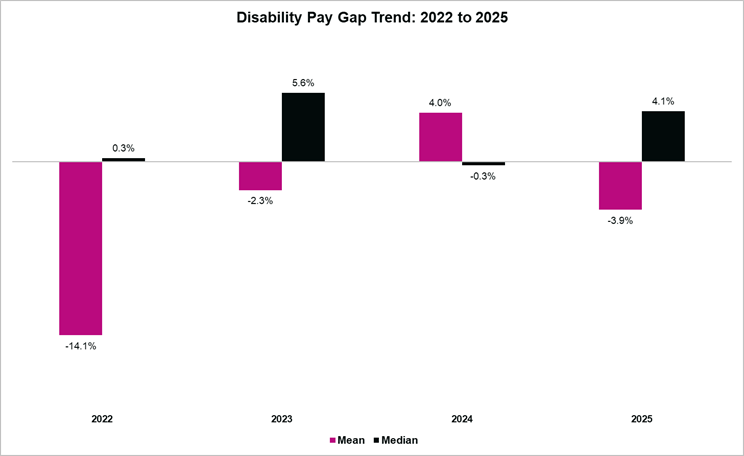 Disability Pay Gap Trend: 2022 to 2025
5.6%
4.0%
4.1%
0.3%
-0.3%
-2.3%
-3.9%
-14.1%
2022 2023 2024 2025
Mean Median